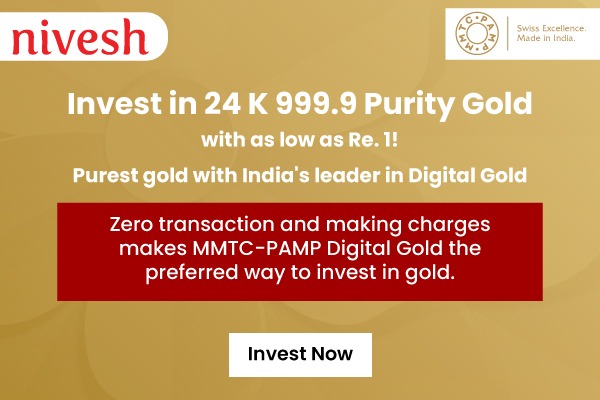 nivesh
MMTC•PAMP
Swiss Excellence.
Made in India.
Invest in 24 K 999.9 Purity Gold
with as low as Re. 1!
Purest gold with India's leader in Digital Gold
Zero transaction and making charges
makes MMTC-PAMP Digital Gold the
preferred way to invest in gold.
Invest Now